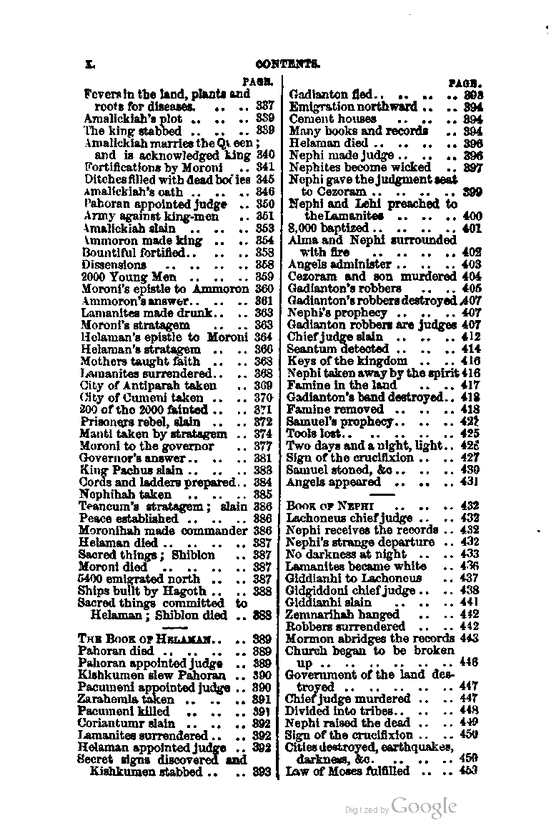 X.
CONTENTS.
PAGE.
Fevers in the land, plants and
roots for diseases. .. .. 337
Amalickiah's plot .. .. .. 339
The king stabbed .. .. .. 339
Amalickiah marries the Queen;
and is acknowledged king 340
Fortifications by Moroni .. 341
Ditches filled with dead bodies 345
Amalickiah's oath .. .. .. 346
Pahoran appointed judge .. 350
Army against king-men .. 351
Amalickiah slain .. .. .. 353
Ammoron made king .. .. 354
Bountiful fortified.. .. .. 358
Dissensions .. .. .. .. 358
2000 Young Men .. .. .. 359
Moroni's epistle to Ammoron 360
Ammoron's answer.. .. .. 361
Lamanites made drunk.. .. 363
Moroni's stratagem .. .. 363
Helaman's epistle to Moroni 364
Helaman's stratagem .. .. 366
Mothers taught faith .. .. 368
Lamanites surrendered.. .. 368
City of Antiparah taken .. 369
City of Cumeni taken .. .. 370
200 of the 2000 fainted .. .. 371
Prisoners rebel, slain .. .. 372
Manti taken by stratagem .. 374
Moroni to the governor .. 377
Governor's answer.. .. .. 381
King Pachus slain .. .. .. 383
Cords and ladders prepared.. 384
Nephihah taken .. .. .. 385
Teancum's stratagem; slain 386
Peace established .. .. .. 386
Moronihah made commander 386
Helaman died .. .. .. .. 387
Sacred things; Shiblon .. 387
Moroni died .. .. .. .. 387
5400 emigrated north .. .. 387
Ships built by Hagoth .. .. 388
Sacred things committed to
Helaman; Shiblon died .. 388
THE BOOK OF HELAMAN.. .. 389
Pahoran died .. .. .. .. 389
Pahoran appointed judge .. 389
Kishkumen slew Pahoran .. 390
Pacumeni appointed judge .. 390
Zarahemla taken .. .. .. 391
Pacumeni killed .. .. .. 391
Coriantumr slain .. .. .. 392
Lamanites surrendered .. .. 392
Helaman appointed judge .. 392
Secret signs discovered and
Kishkumen stabbed .. .. 393
PAGE.
Gadianton fled.. .. .. .. 393
Emigration northward .. .. 394
Cement houses .. .. .. 394
Many books and records .. 394
Helaman died .. .. .. .. 396
Nephi made judge .. .. .. 396
Nephites become wicked .. 397
Nephi gave the judgment seat
to Cezoram .. .. .. .. 399
Nephi and Lehi preached to
the Lamanites .. .. .. 400
8,000 baptized .. .. .. .. 401
Alma and Nephi surrounded
with fire .. .. .. .. 402
Angels administer .. .. .. 403
Cezoram and son murdered 404
Gadianton's robbers .. .. 405
Gadianton's robbers destroyed 407
Nephi's prophecy .. .. .. 407
Gadianton robbers are judges 407
Chief judge slain .. .. .. 412
Seantum detected .. .. .. 414
Keys of the kingdom .. .. 416
Nephi taken away by the spirit 416
Famine in the land .. .. 417
Gadianton's band destroyed.. 418
Famine removed .. .. .. 418
Samuel's prophecy.. .. .. 422
Tools lost.. .. .. .. .. 425
Two days and a night, light.. 426
Sign of the crucifixion .. .. 427
Samuel stoned, &c. .. .. .. 430
Angels appeared .. .. .. 431
BOOK OF NEPHI .. .. .. 432
Lachoneus chief judge .. .. 432
Nephi receives the records .. 432
Nephi's strange departure .. 432
No darkness at night .. .. 433
Lamanites became white .. 436
Giddianhi to Lachoneus .. 437
Gidgiddoni chief judge .. .. 438
Giddianhi slain .. .. .. 441
Zemnarihah hanged .. .. 442
Robbers surrendered .. .. 442
Mormon abridges the records 443
Church began to be broken
up .. .. .. .. .. .. 446
Government of the land des-
troyed .. .. .. .. .. 447
Chief judge murdered .. .. 447
Divided into tribes.. .. .. 448
Nephi raised the dead .. .. 449
Sign of the crucifixion .. .. 450
Cities destroyed, earthquakes,
darkness, &c. .. .. .. 450
Law of Moses fulfilled .. .. 453
Digitized by Google